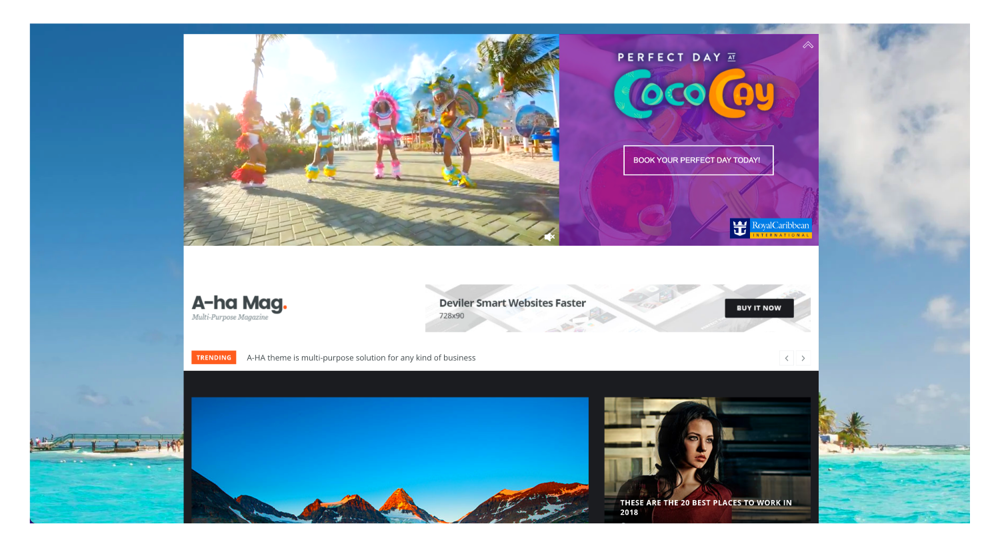 PERFECT DAY AT
CocoCay
BOOK YOUR PERFECT DAY TODAY!
RoyalCaribbean
INTERNATIONAL
A-ha Mag.
Multi-Purpose Magazine
Deviler Smart Websites Faster
728x90
BUY IT NOW
TRENDING
A-HA theme is multi-purpose solution for any kind of business
THESE ARE THE 20 BEST PLACES TO WORK IN
2018